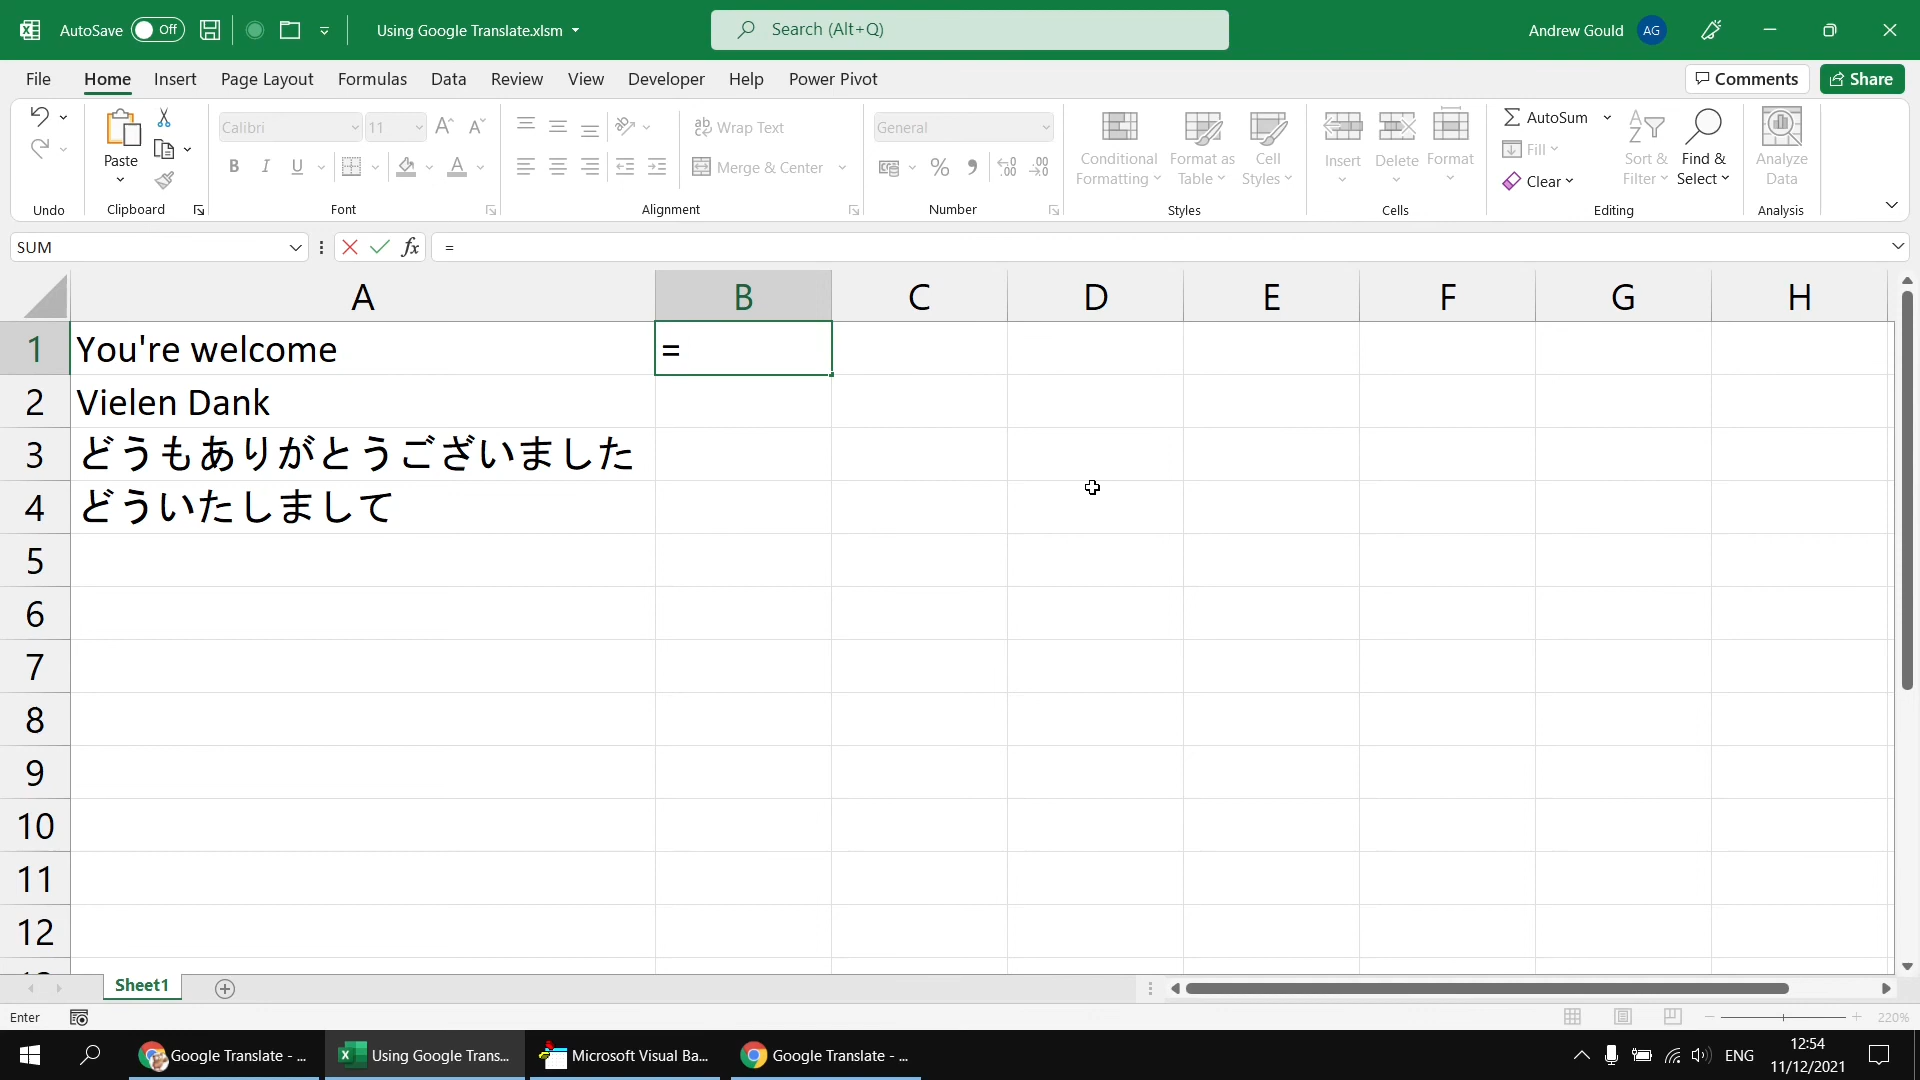 AutoSave Off Using Google Translate.xlsm Search (Alt+Q) Andrew Gould AG
File Home Insert Page Layout Formulas Data Review View Developer Help Power Pivot Comments Share
Calibri 11 Wrap Text General AutoSum
Paste Merge & Center Conditional Formatting Format as Table Cell Styles Insert Delete Format Fill Clear Sort & Filter Find & Select Analyze Data
Undo Clipboard Font Alignment Number Styles Cells Editing Analysis
SUM fx =
A B C D E F G H
1 You're welcome =
2 Vielen Dank
3 どうもありがとうございました
4 どういたしまして
5
6
7
8
9
10
11
12
Sheet1
Enter 220%
Google Translate - ... Using Google Trans... Microsoft Visual Ba... Google Translate - ... ENG 12:54
11/12/2021